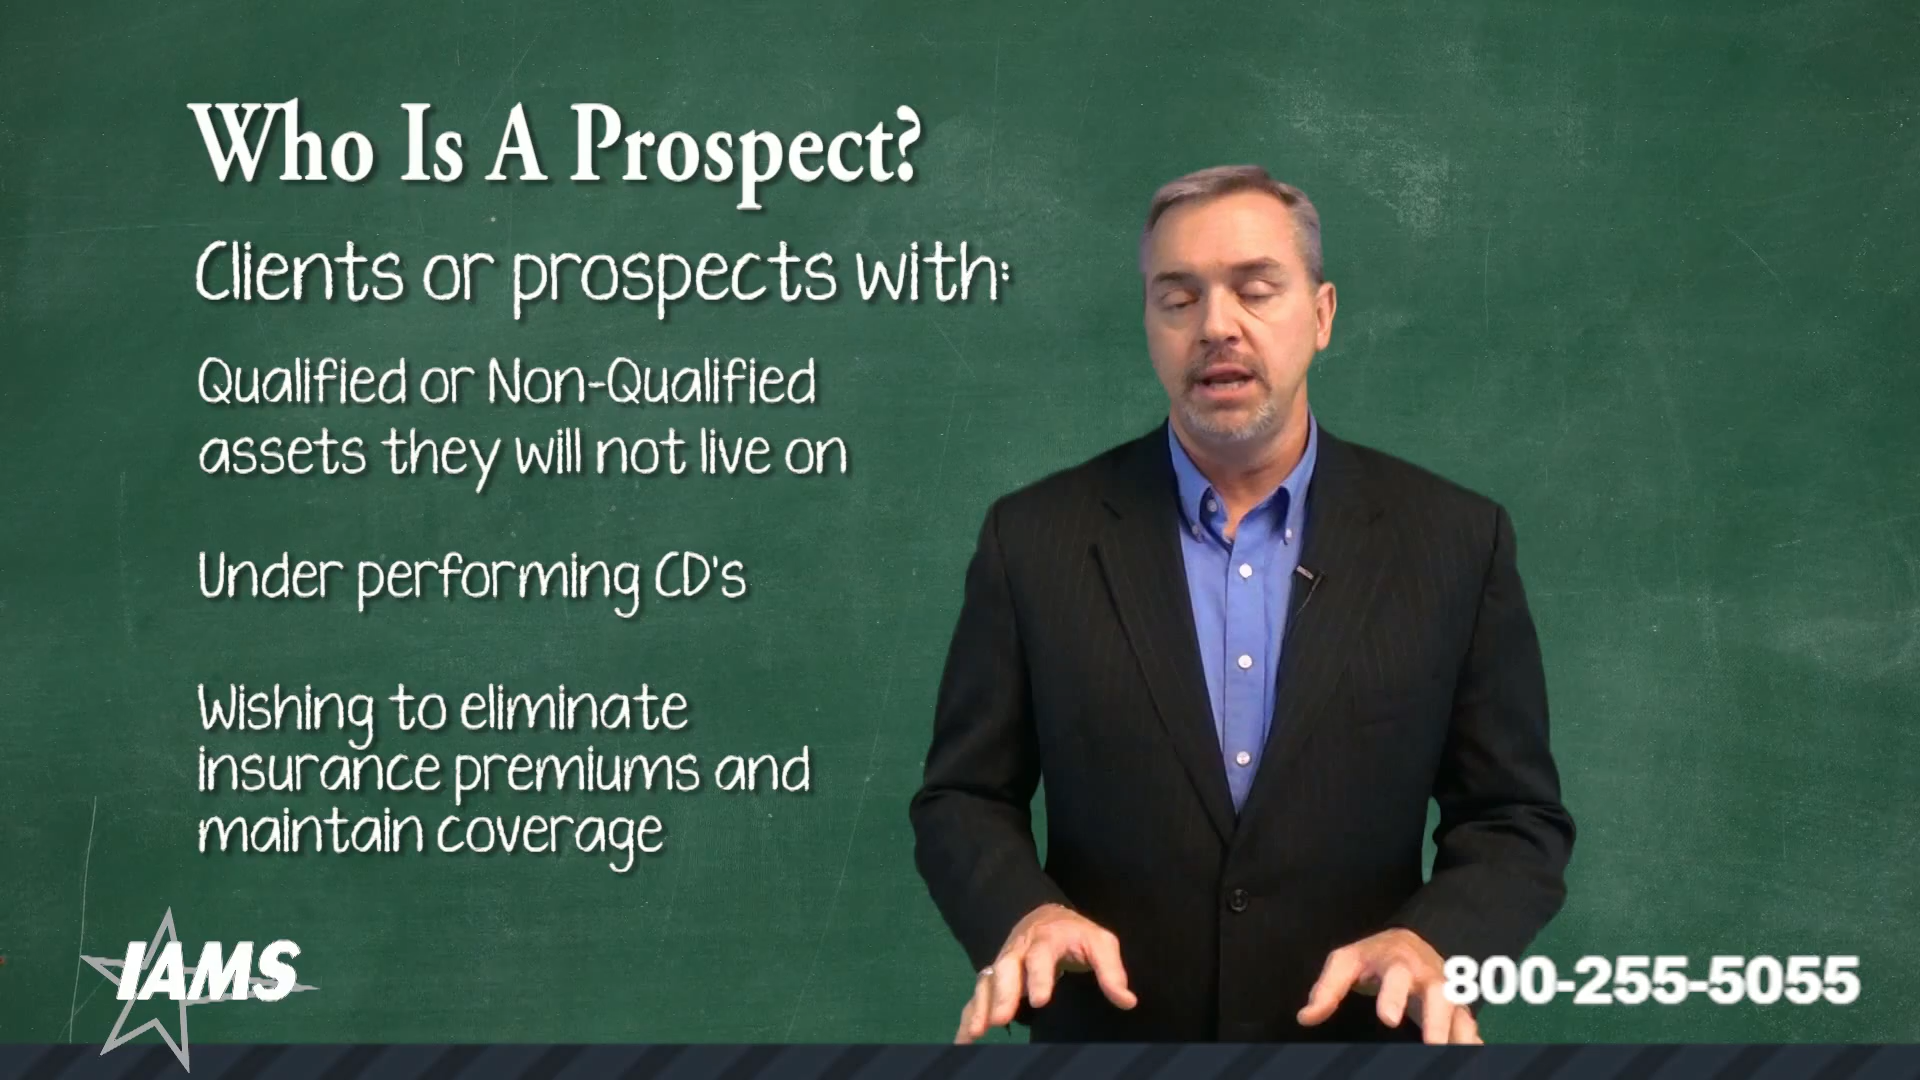 Who Is A Prospect?
Clients or prospects with:
Qualified or Non-Qualified
assets they will not live on
Under performing CD's
Wishing to eliminate
insurance premiums and
maintain coverage
IAMS
800-255-5055